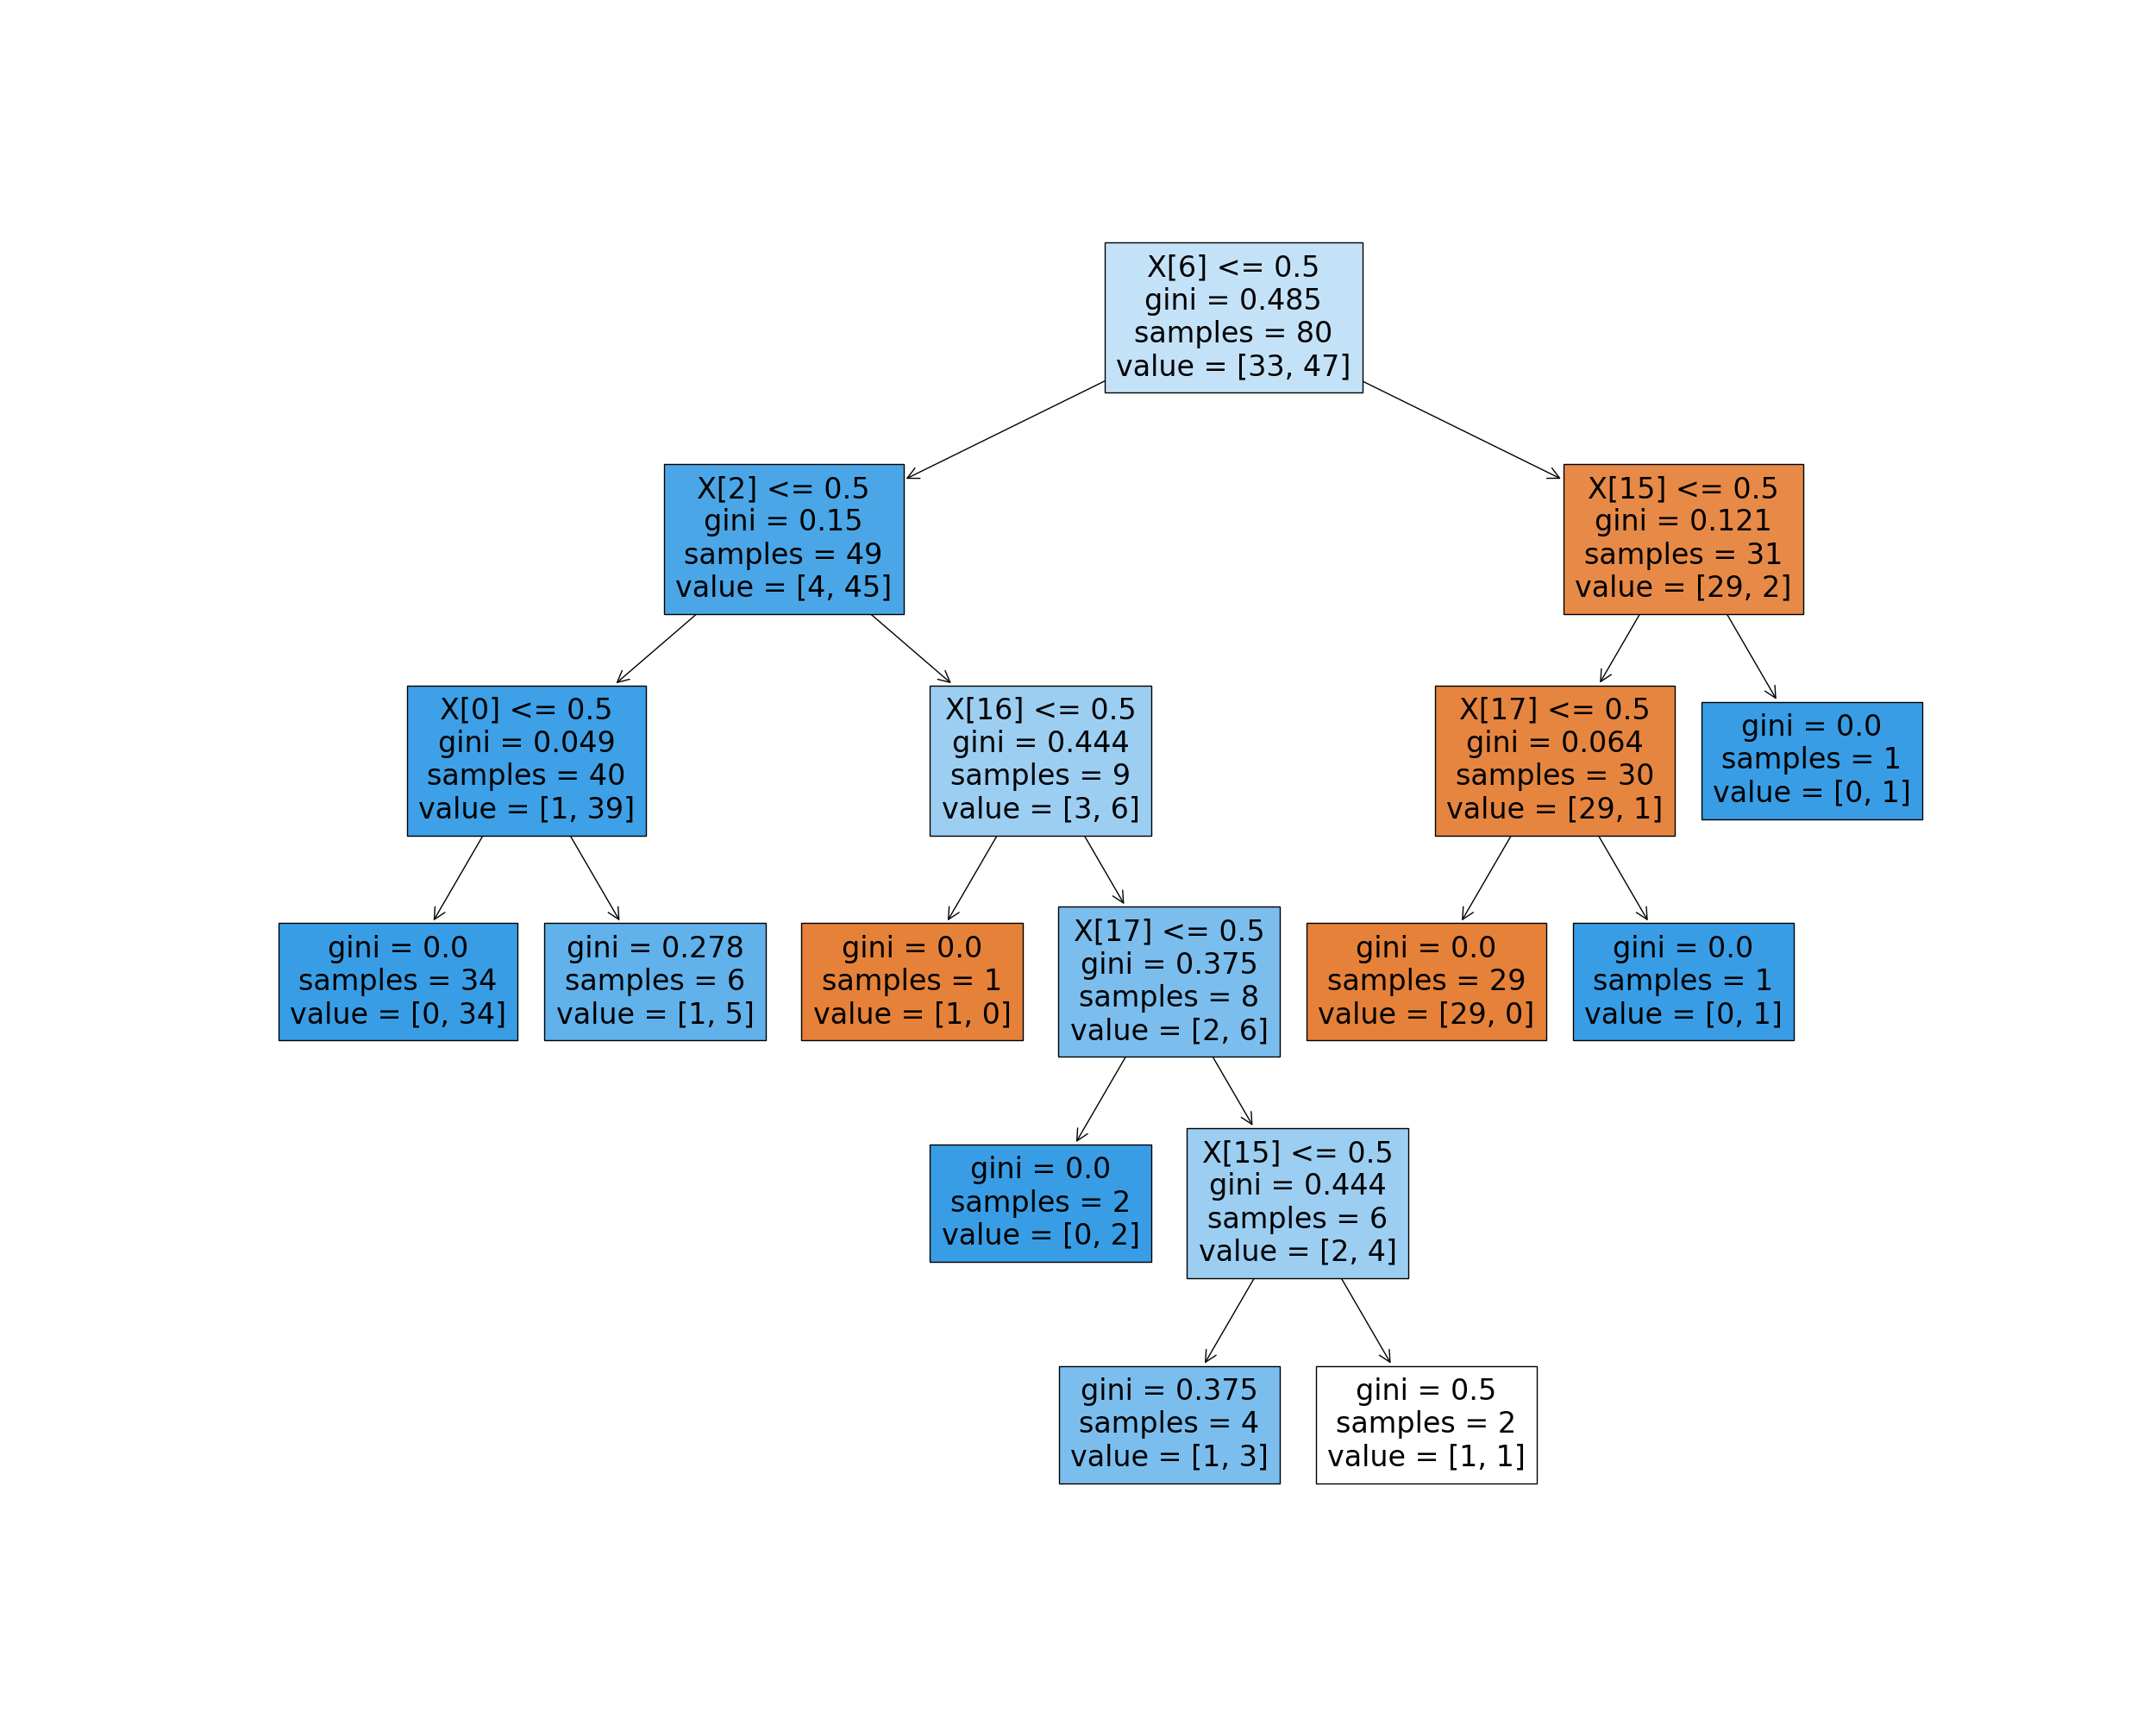 X[6] <= 0.5
gini = 0.485
samples = 80
value = [33, 47]
X[2] <= 0.5
gini = 0.15
samples = 49
value = [4, 45]
X[15] <= 0.5
gini = 0.121
samples = 31
value = [29, 2]
X[0] <= 0.5
gini = 0.049
samples = 40
value = [1, 39]
X[16] <= 0.5
gini = 0.444
samples = 9
value = [3, 6]
X[17] <= 0.5
gini = 0.064
samples = 30
value = [29, 1]
gini = 0.0
samples = 1
value = [0, 1]
gini = 0.0
samples = 34
value = [0, 34]
gini = 0.278
samples = 6
value = [1, 5]
gini = 0.0
samples = 1
value = [1, 0]
X[17] <= 0.5
gini = 0.375
samples = 8
value = [2, 6]
gini = 0.0
samples = 29
value = [29, 0]
gini = 0.0
samples = 1
value = [0, 1]
gini = 0.0
samples = 2
value = [0, 2]
X[15] <= 0.5
gini = 0.444
samples = 6
value = [2, 4]
gini = 0.375
samples = 4
value = [1, 3]
gini = 0.5
samples = 2
value = [1, 1]